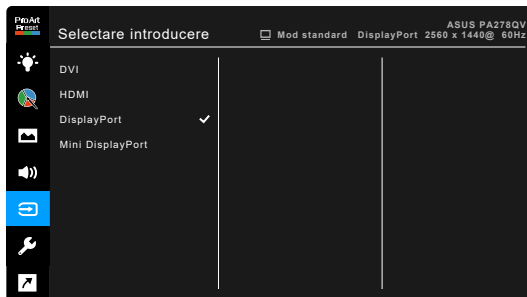 ProArt
Preset
Selectare introducere
Mod standard DisplayPort 2560 x 1440@ 60Hz
ASUS PA278QV
DVI
HDMI
DisplayPort
Mini DisplayPort